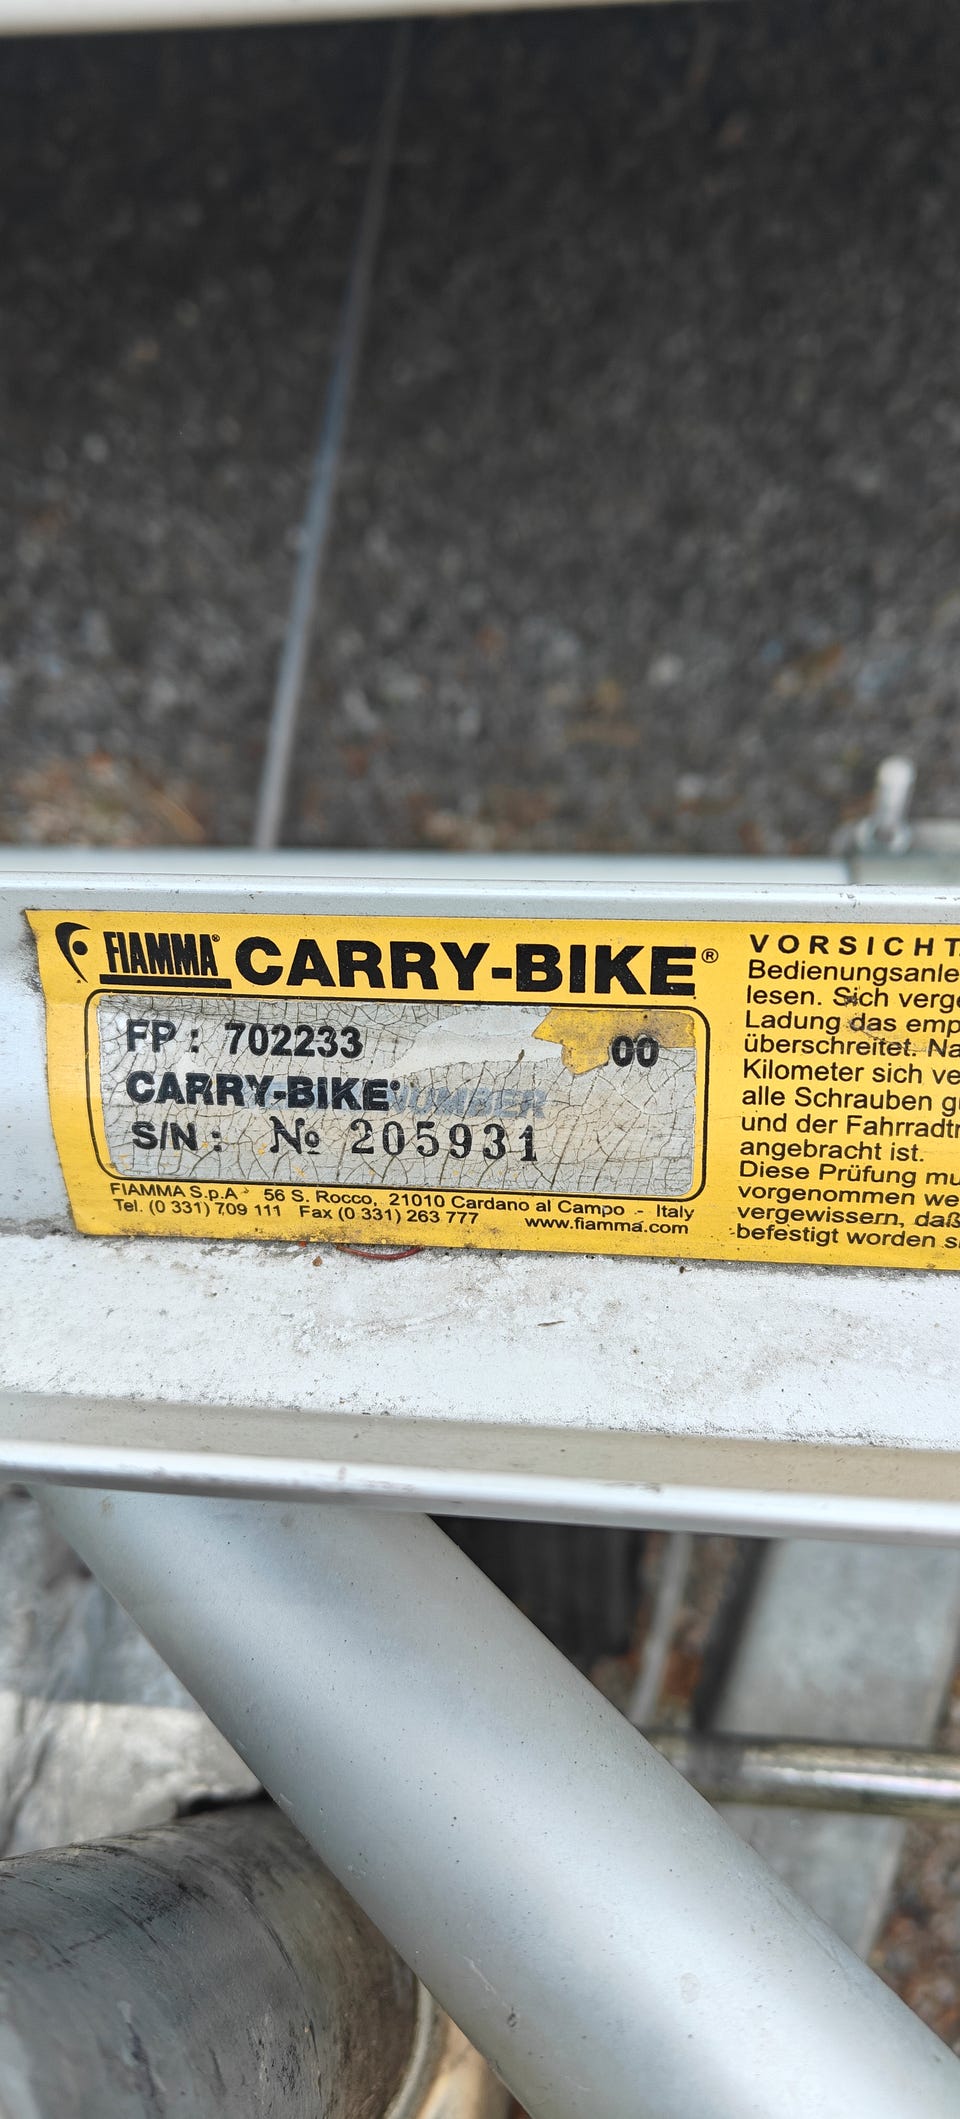 FIAMMA® CARRY-BIKE®
FP : 702233 00
CARRY-BIKE® NUMBER
S/N : № 205931
FIAMMA S.p.A - 56 S. Rocco, 21010 Cardano al Campo - Italy
Tel. (0 331) 709 111 Fax (0 331) 263 777 www.fiamma.com
VORSICHT
Bedienungsanle
lesen. Sich verge
Ladung das emp
überschreitet. Na
Kilometer sich ve
alle Schrauben g
und der Fahrradtr
angebracht ist.
Diese Prüfung mu
vorgenommen we
vergewissern, daß
befestigt worden s